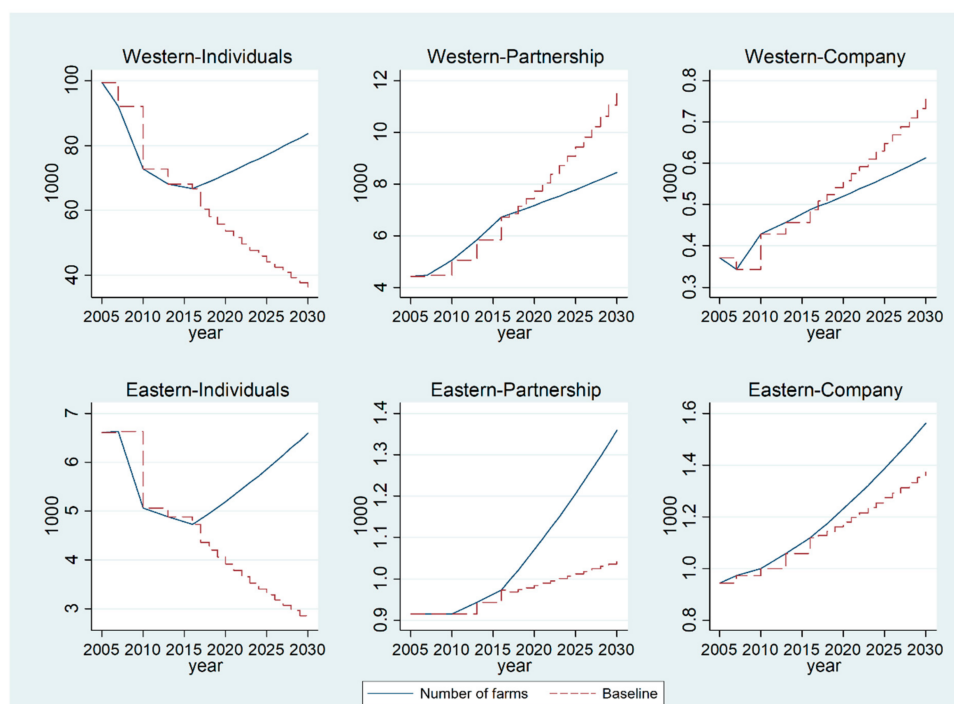 Western-Individuals Western-Partnership Western-Company
100
80
60
40
1000
2005 2010 2015 2020 2025 2030
year
12
10
8
6
4
1000
2005 2010 2015 2020 2025 2030
year
0.8
0.7
0.6
0.5
0.4
0.3
1000
2005 2010 2015 2020 2025 2030
year
Eastern-Individuals Eastern-Partnership Eastern-Company
7
6
5
4
3
1000
2005 2010 2015 2020 2025 2030
year
1.4
1.3
1.2
1.1
1.0
0.9
1000
2005 2010 2015 2020 2025 2030
year
1.6
1.4
1.2
1.0
0.8
1000
2005 2010 2015 2020 2025 2030
year
Number of farms Baseline